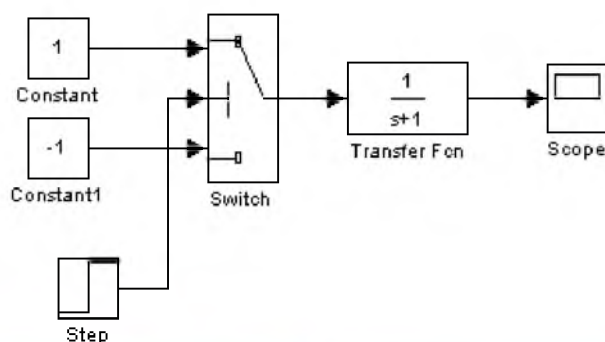 1
Constant
-1
Constant1
Switch
Step
1
s+1
Transfer Fcn
Scope